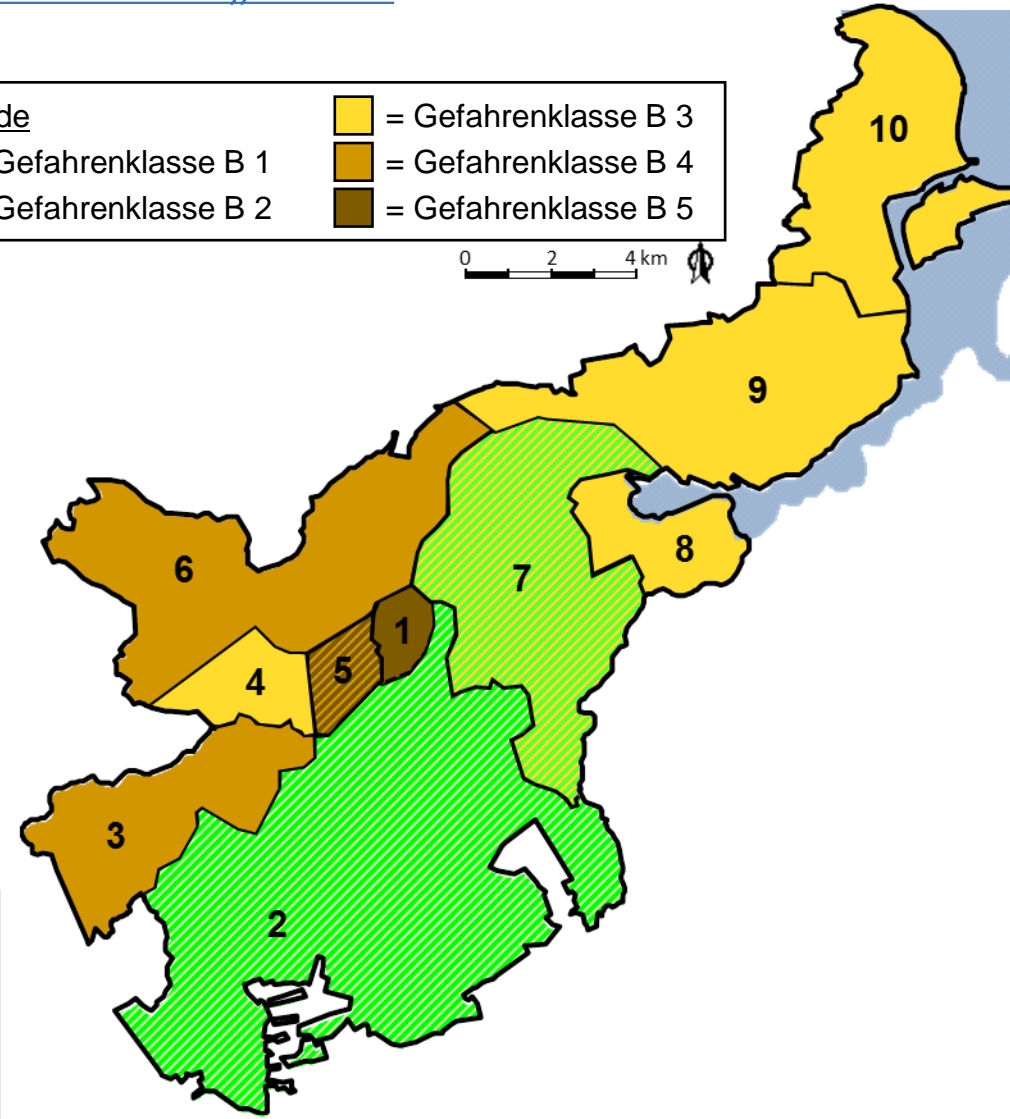 de
= Gefahrenklasse B 3
Gefahrenklasse B 1
= Gefahrenklasse B 4
Gefahrenklasse B 2
= Gefahrenklasse B 5
0 2 4 km
10
9
8
7
6
1
5
4
3
2